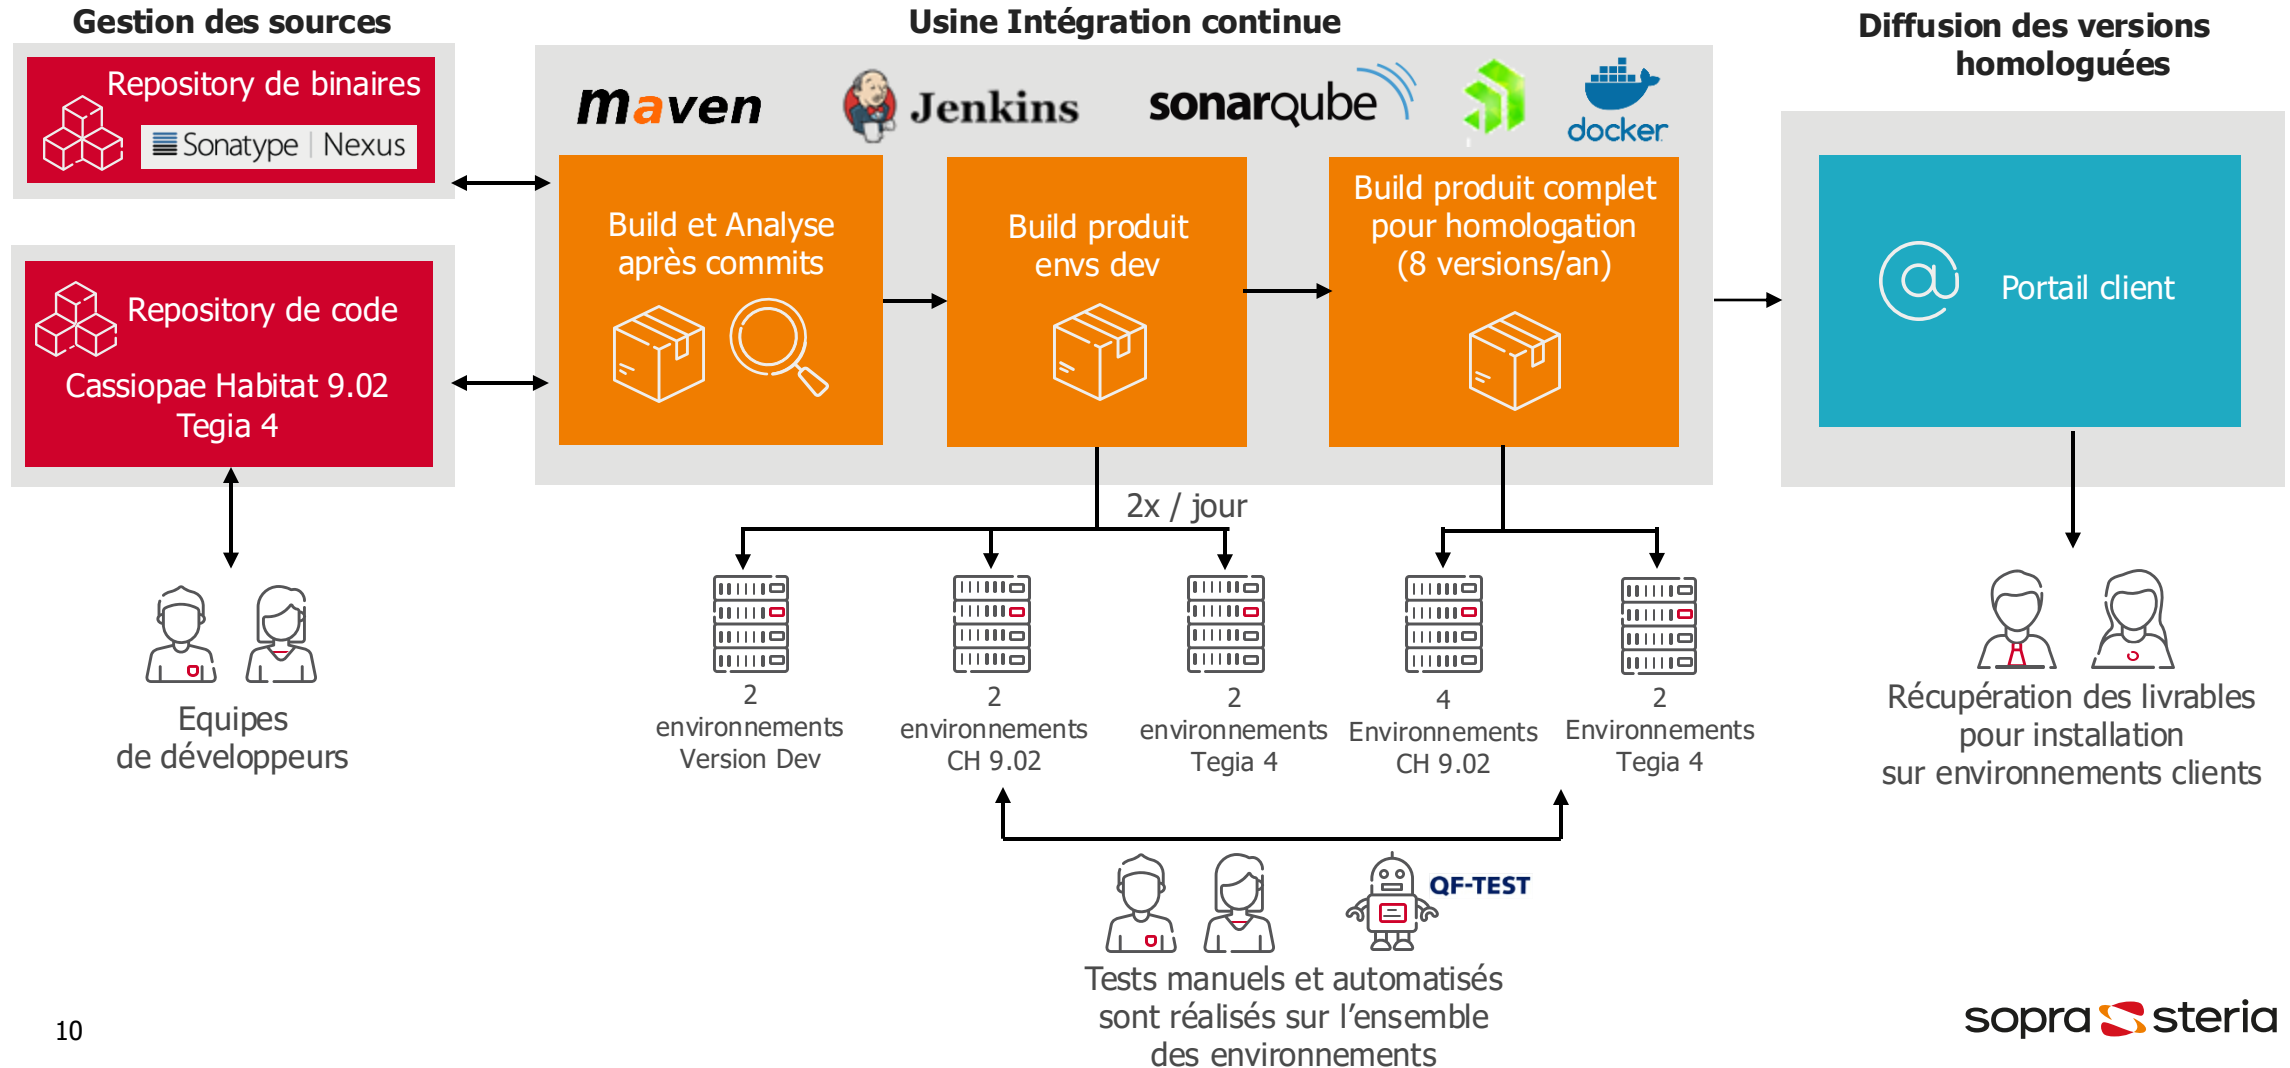 Gestion des sources
Repository de binaires
Sonatype | Nexus
Repository de code
Cassiopae Habitat 9.02
Tegia 4
Equipes
de développeurs
Usine Intégration continue
maven
Jenkins
sonarqube
docker
Build et Analyse
après commits
Build produit
envs dev
Build produit complet
pour homologation
(8 versions/an)
2x / jour
2
environnements
Version Dev
2
environnements
CH 9.02
2
environnements
Tegia 4
4
Environnements
CH 9.02
2
Environnements
Tegia 4
QF-TEST
Tests manuels et automatisés
sont réalisés sur l’ensemble
des environnements
Diffusion des versions
homologuées
Portail client
Récupération des livrables
pour installation
sur environnements clients
10
sopra steria